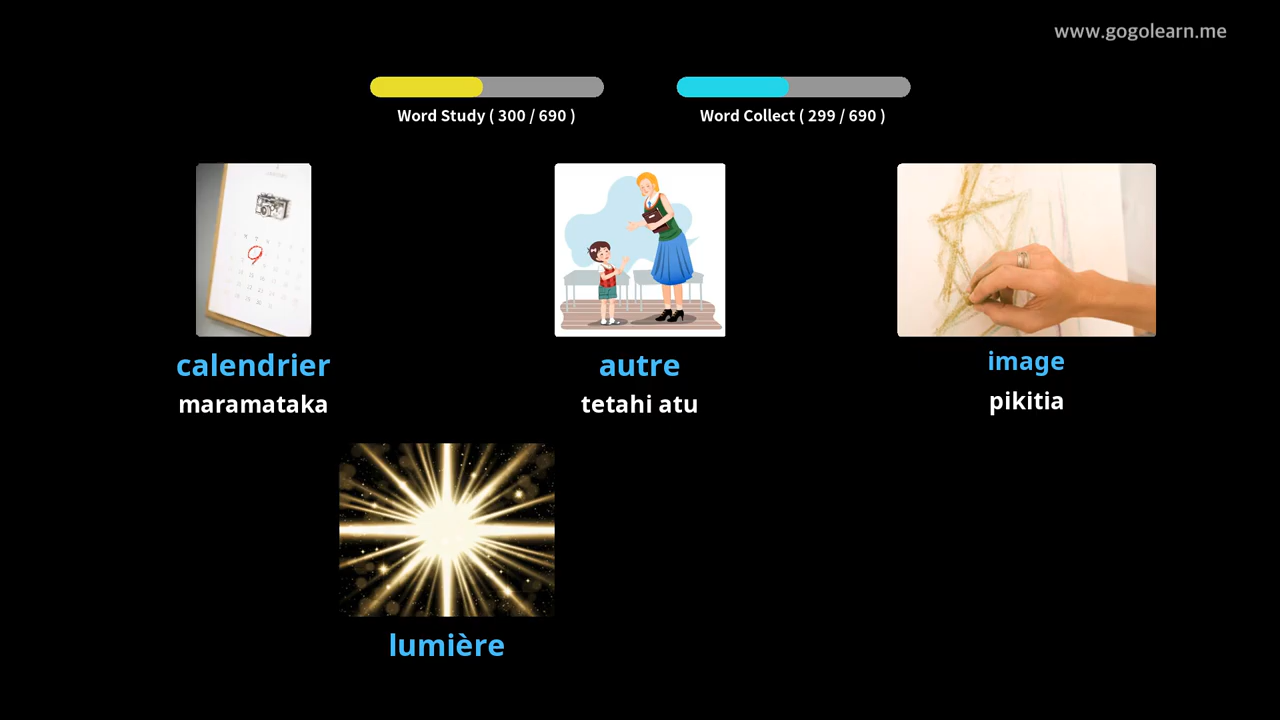 www.gogolearn.me
Word Study ( 300 / 690 )
Word Collect ( 299 / 690 )
calendrier
maramataka
autre
tetahi atu
image
pikitia
lumière